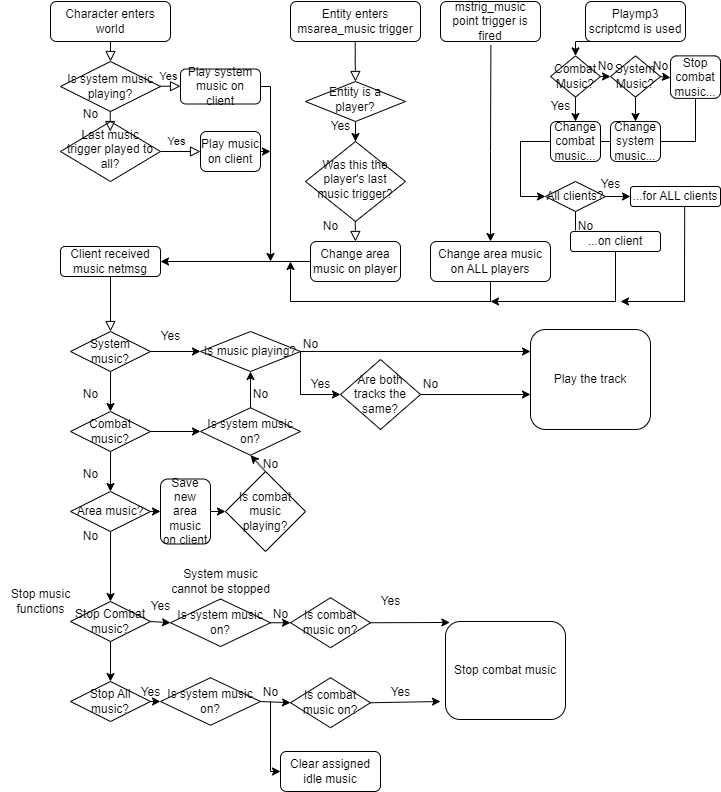 Character enters
world
Entity enters
msarea_music trigger
mstrig_music
point trigger is
fired
Playmp3
scriptcmd is used
Is system music
playing?
Yes
Play system
music on
client
No
Last music
trigger played to
all?
Yes
Play music
on client
Entity is a
player?
Yes
Was this the
player's last
music trigger?
No
Change area
music on player
Change area music
on ALL players
Combat
Music?
No
System
Music?
No
Stop
combat
music...
Yes
Change
combat
music...
Change
system
music...
All clients?
Yes
...for ALL clients
No
...on client
Client received
music netmsg
System
music?
Yes
Is music playing?
No
Play the track
Yes
Are both
tracks the
same?
No
No
Combat
music?
Is system music
on?
No
No
Area music?
Save
new
area
music
on client
Is combat
music
playing?
No
No
Stop music
functions
System music
cannot be stopped
Stop Combat
music?
Yes
Is system music
on?
No
Is combat
music on?
Yes
Stop combat music
Stop All
music?
Yes
Is system music
on?
No
Is combat
music on?
Yes
Clear assigned
idle music